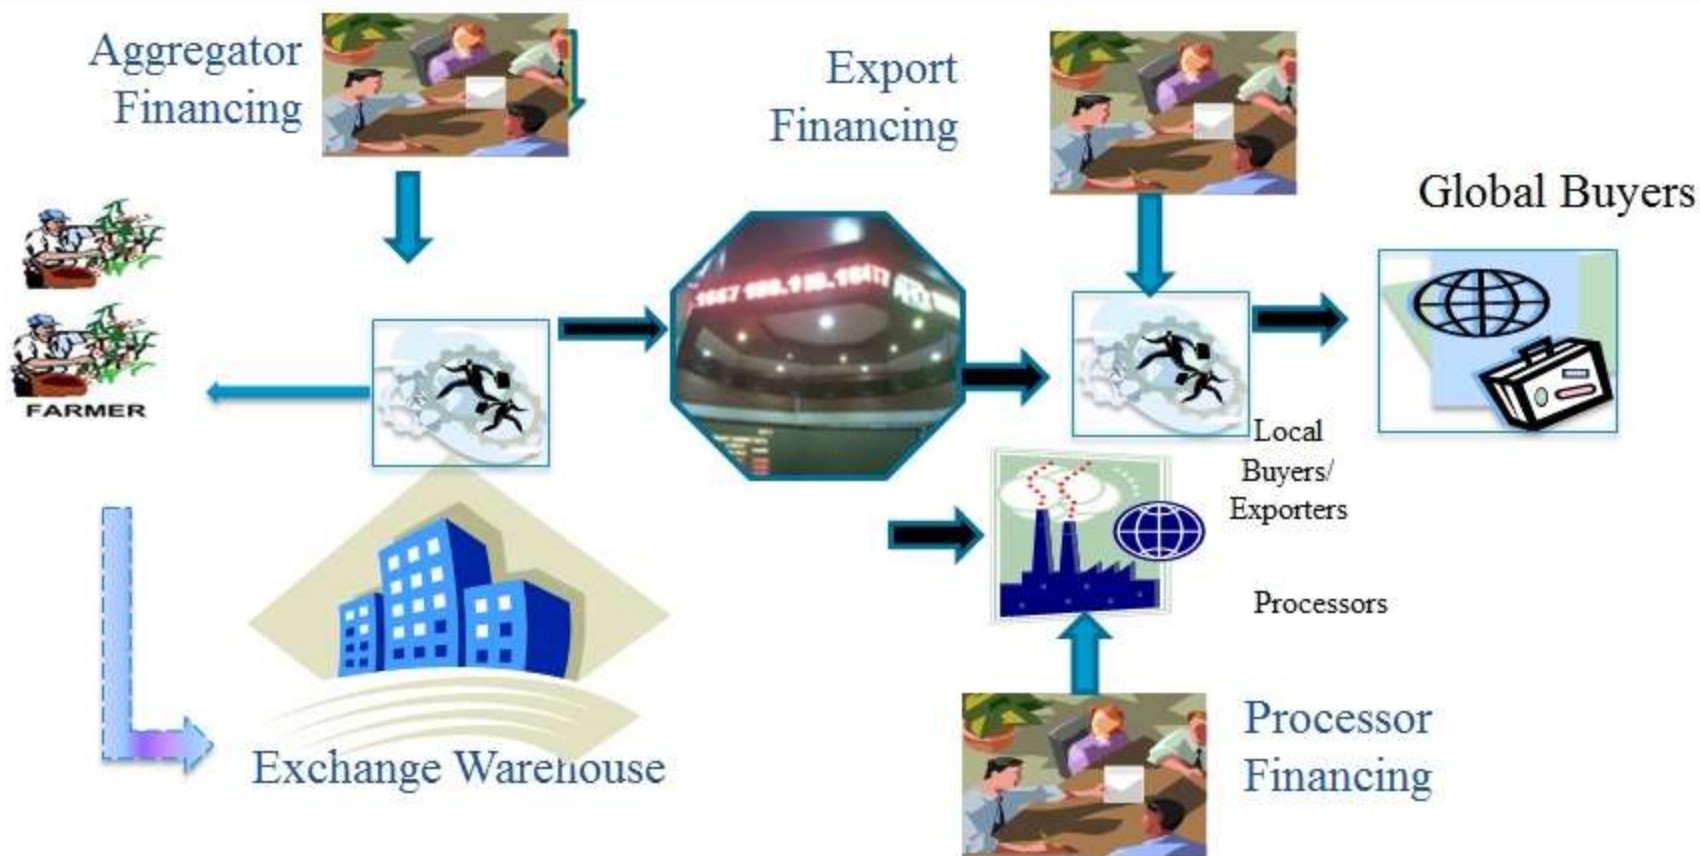 Aggregator
Financing
Export
Financing
Global Buyers
FARMER
Local
Buyers/
Exporters
Processors
Exchange Warehouse
Processor
Financing